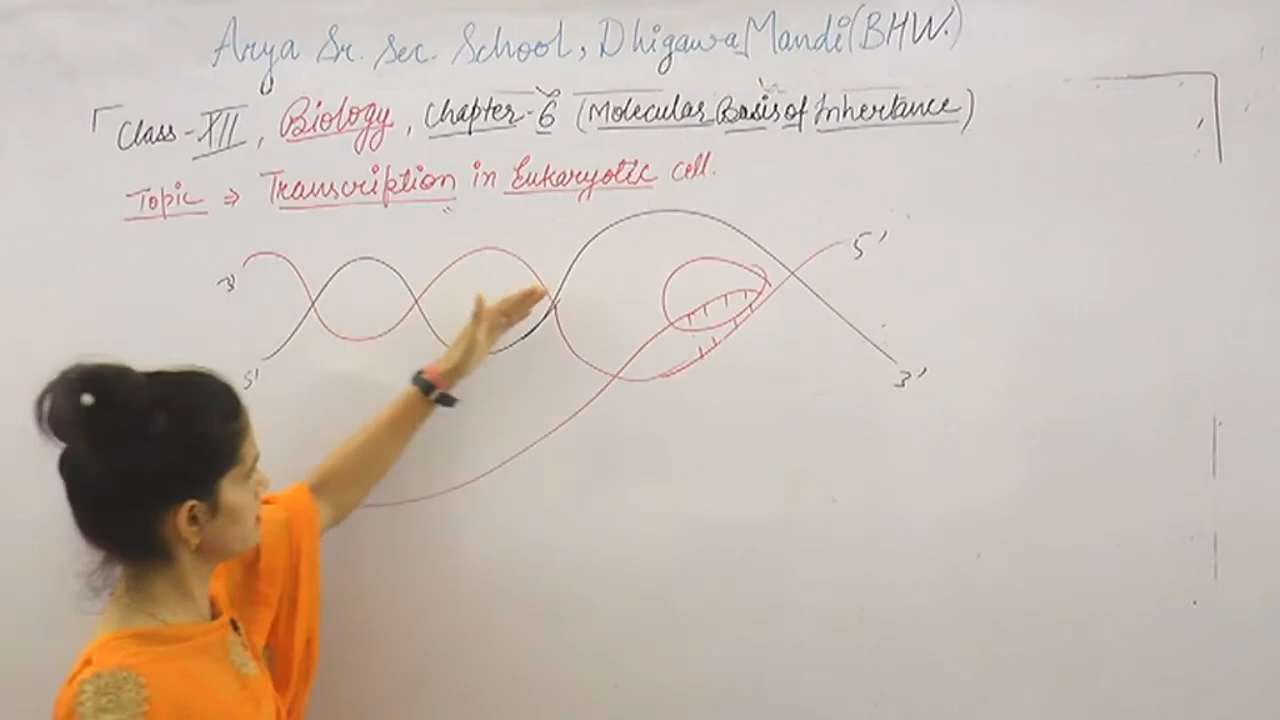 Arya Sr. Sec. School, Dhigawa Mandi (BHW.)
Class - XII, Biology, Chapter - 6 (Molecular Basis of Inhertance)
Topic ⇒ Transcription in Eukaryotic cell.
5'
3'
5'
3'